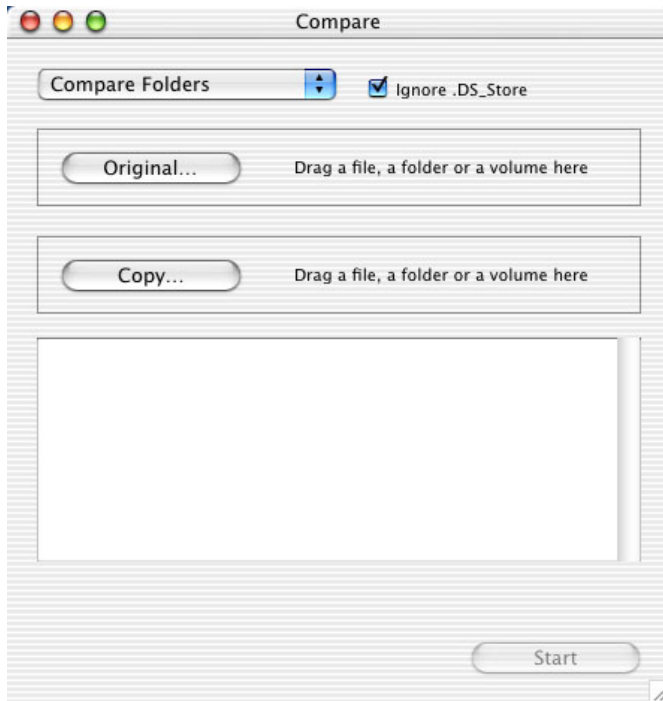 Compare
Compare Folders
Ignore .DS_Store
Original...
Drag a file, a folder or a volume here
Copy...
Drag a file, a folder or a volume here
Start